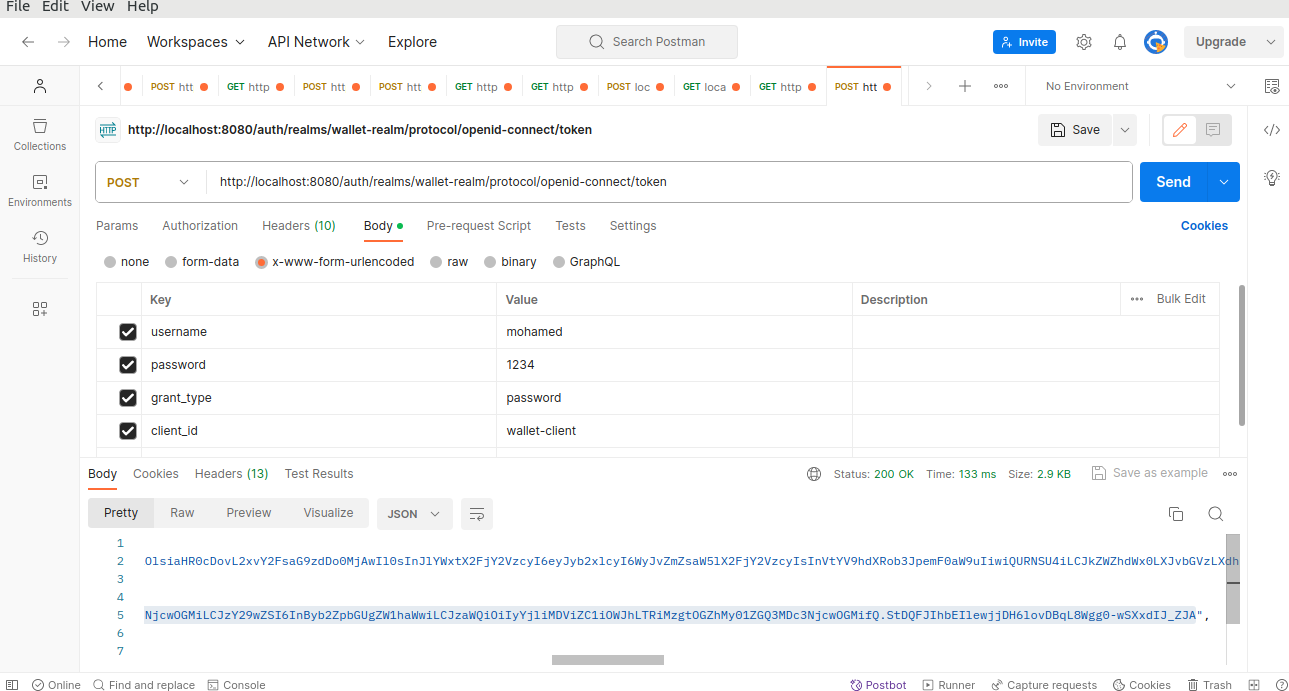 File Edit View Help
Home Workspaces API Network Explore Search Postman Invite Upgrade
POST htt GET http POST htt POST htt GET http GET http POST loc GET loca GET http POST htt No Environment
HTTP http://localhost:8080/auth/realms/wallet-realm/protocol/openid-connect/token Save
Collections
POST http://localhost:8080/auth/realms/wallet-realm/protocol/openid-connect/token Send
Environments
Params Authorization Headers (10) Body Pre-request Script Tests Settings Cookies
History
none form-data x-www-form-urlencoded raw binary GraphQL
Key Value Description Bulk Edit
username mohamed
password 1234
grant_type password
client_id wallet-client
Body Cookies Headers (13) Test Results Status: 200 OK Time: 133 ms Size: 2.9 KB Save as example
Pretty Raw Preview Visualize JSON
1
2 OlsiaHR0cDovL2xvY2FsaG9zdDo0MjAwIl0sInJlYWxtX2FjY2VzcyI6eyJyb2xlcyI6WyJvZmZsaW5lX2FjY2VzcyIsInVtYV9hdXRob3JpemF0aW9uIiwiQURNSU4iLCJkZWZhdWx0LXJvbGVzLXdh
3
4
5 NjcwOGMiLCJzY29wZSI6InByb2ZpbGUgZW1haWwiLCJzaWQiOiIyYjliMDViZC1iOWJhLTRiMzgtOGZhMy01ZGQ3MDc3NjcwOGMifQ.StDQFJIhbEIlewjjDH6lovDBqL8Wgg0-wSXxdIJ_ZJA",
6
7
Online Find and replace Console Postbot Runner Capture requests Cookies Trash